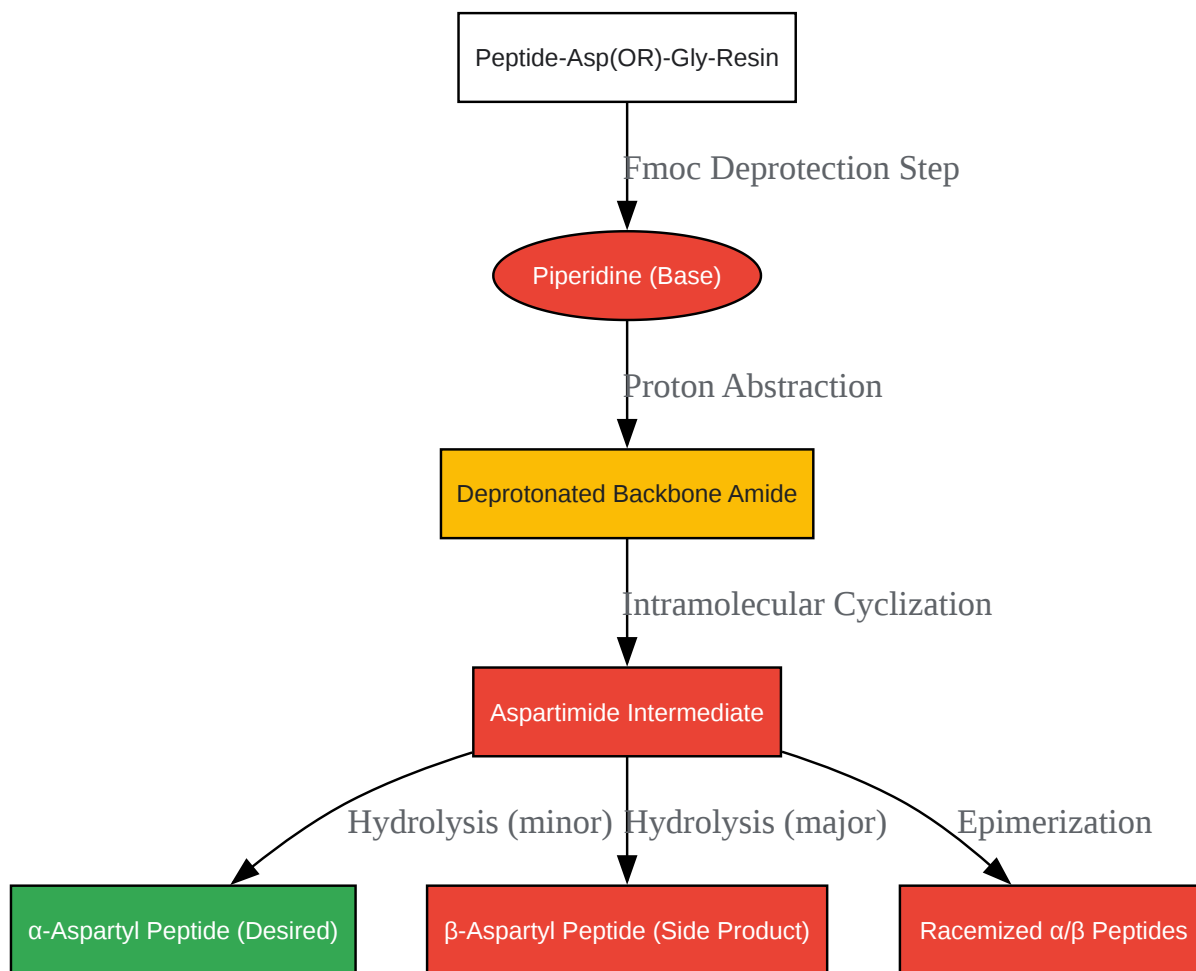 Peptide-Asp(OR)-Gly-Resin
Fmoc Deprotection Step
Piperidine (Base)
Proton Abstraction
Deprotonated Backbone Amide
Intramolecular Cyclization
Aspartimide Intermediate
Hydrolysis (minor)
Hydrolysis (major)
Epimerization
α-Aspartyl Peptide (Desired)
β-Aspartyl Peptide (Side Product)
Racemized α/β Peptides